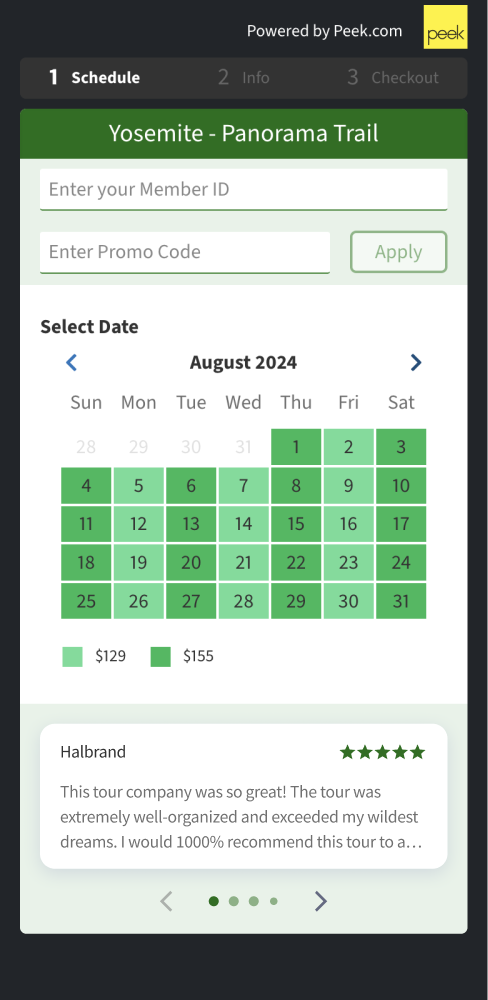 Powered by Peek.com
peek
1 Schedule 2 Info 3 Checkout
Yosemite - Panorama Trail
Enter your Member ID
Enter Promo Code Apply
Select Date
August 2024
Sun Mon Tue Wed Thu Fri Sat
28 29 30 31 1 2 3
4 5 6 7 8 9 10
11 12 13 14 15 16 17
18 19 20 21 22 23 24
25 26 27 28 29 30 31
$129 $155
Halbrand
This tour company was so great! The tour was
extremely well-organized and exceeded my wildest
dreams. I would 1000% recommend this tour to a…